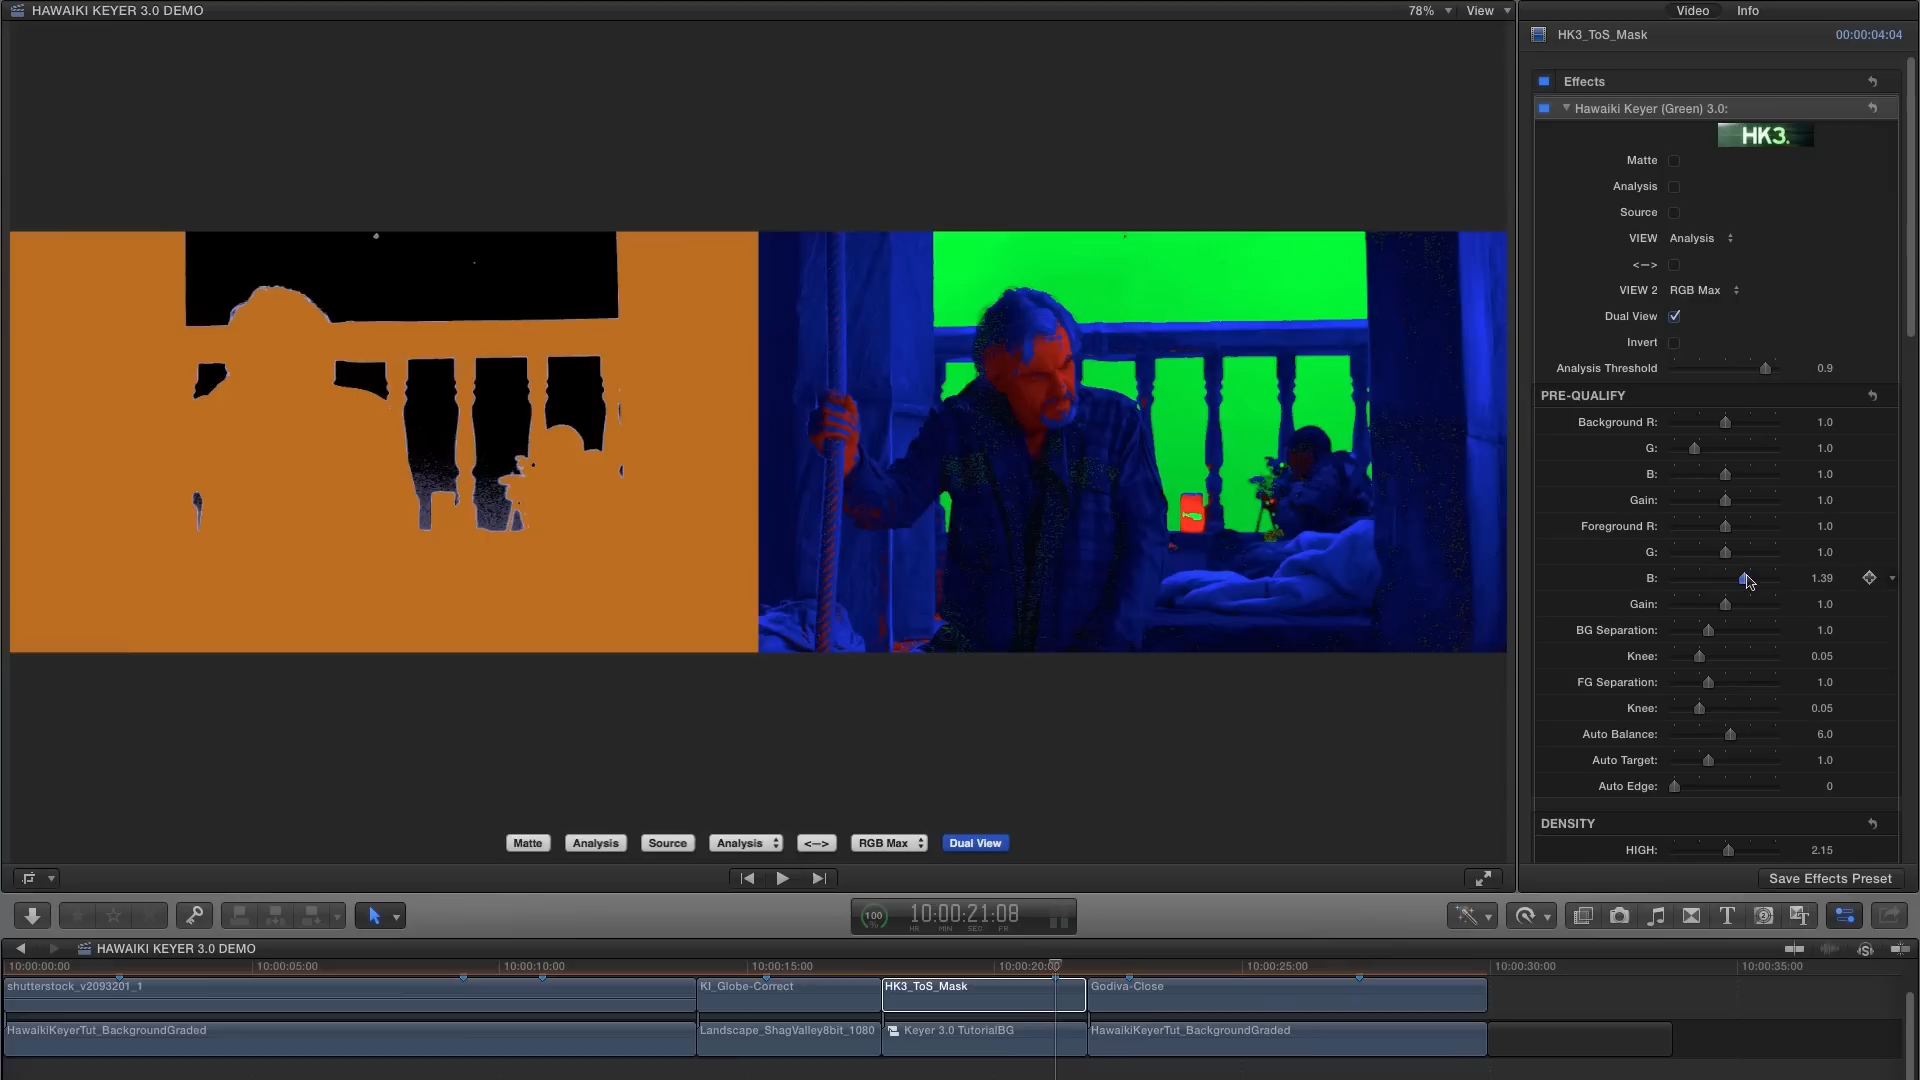 HAWAIKI KEYER 3.0 DEMO
78%
View
Video
Info
HK3_ToS_Mask
00:00:04:04
Effects
Hawaiki Keyer (Green) 3.0:
HK3.
Matte
Analysis
Source
VIEW Analysis
<-->
VIEW 2 RGB Max
Dual View
Invert
Analysis Threshold 0.9
PRE-QUALIFY
Background R: 1.0
G: 1.0
B: 1.0
Gain: 1.0
Foreground R: 1.0
G: 1.0
B: 1.39
Gain: 1.0
BG Separation: 1.0
Knee: 0.05
FG Separation: 1.0
Knee: 0.05
Auto Balance: 6.0
Auto Target: 1.0
Auto Edge: 0
DENSITY
HIGH: 2.15
Save Effects Preset
Matte Analysis Source Analysis <--> RGB Max Dual View
100
10:00:21:08
HR MIN SEC FR
HAWAIKI KEYER 3.0 DEMO
10:00:00:00 10:00:05:00 10:00:10:00 10:00:15:00 10:00:20:00 10:00:25:00 10:00:30:00 10:00:35:00
shutterstock_v2093201_1 KI_Globe-Correct HK3_ToS_Mask Godiva-Close
HawaikiKeyerTut_BackgroundGraded Landscape_ShagValley8bit_1080 Keyer 3.0 TutorialBG HawaikiKeyerTut_BackgroundGraded